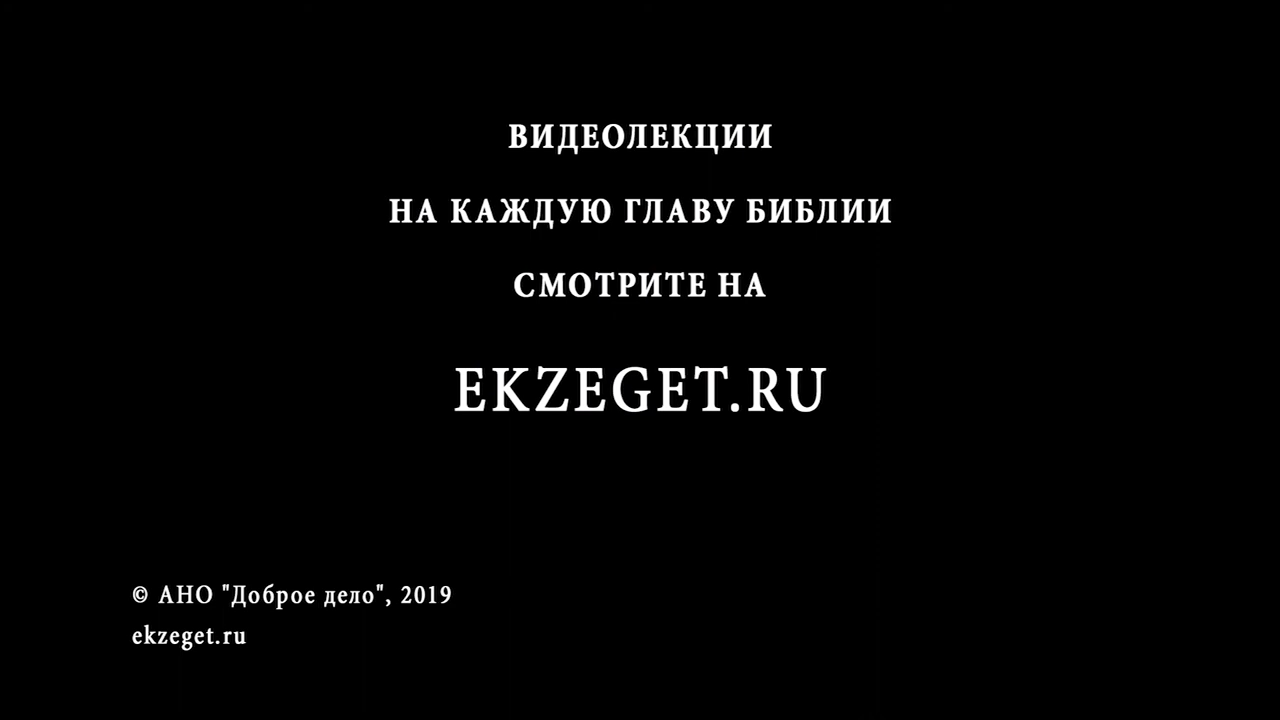 ВИДЕОЛЕКЦИИ
НА КАЖДУЮ ГЛАВУ БИБЛИИ
СМОТРИТЕ НА
EKZEGET.RU
© АНО "Доброе дело", 2019
ekzeget.ru